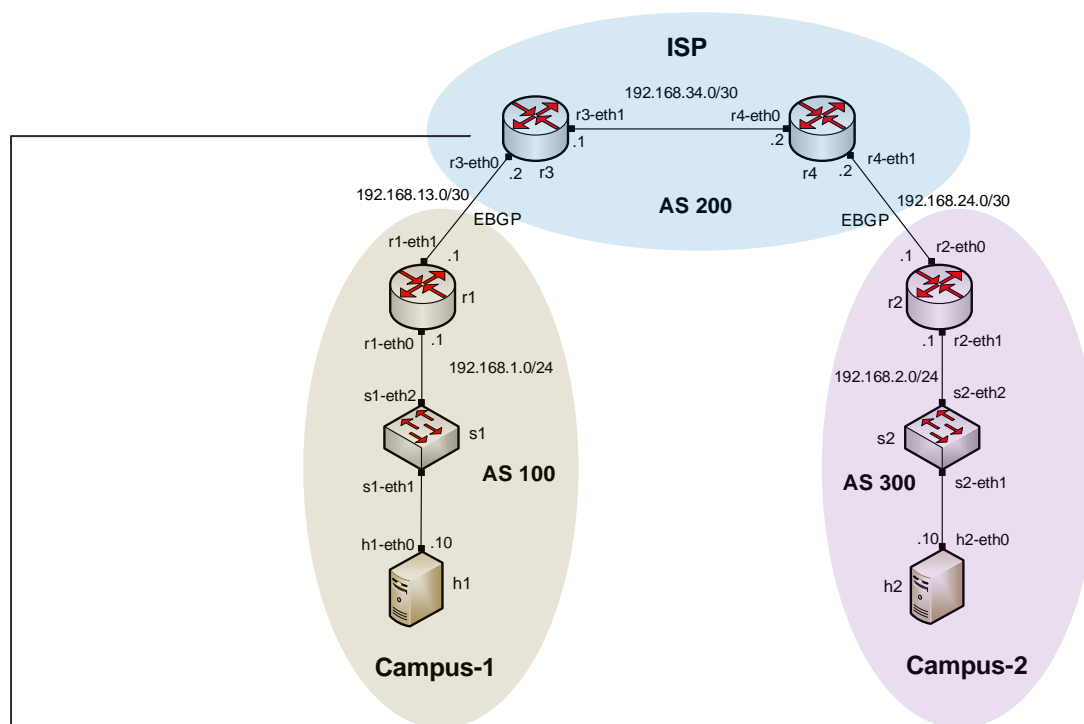 ISP
192.168.34.0/30
r3-eth1
r4-eth0
.1
.2
r3-eth0
.2
r3
r4
.2
r4-eth1
192.168.13.0/30
AS 200
192.168.24.0/30
EBGP
EBGP
r1-eth1
.1
.1
r2-eth0
r1
r2
r1-eth0
.1
.1
r2-eth1
192.168.1.0/24
192.168.2.0/24
s1-eth2
s2-eth2
s1
s2
AS 100
AS 300
s1-eth1
s2-eth1
h1-eth0
.10
.10
h2-eth0
h1
h2
Campus-1
Campus-2